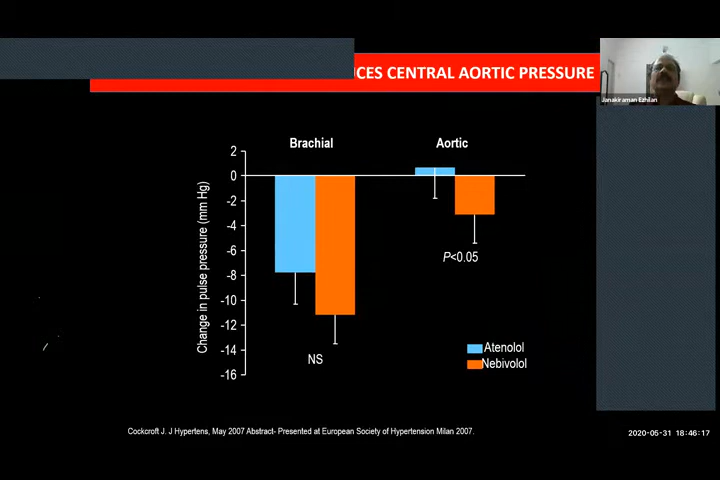 CES CENTRAL AORTIC PRESSURE
Janakiraman Ezhilan
Brachial
Aortic
Change in pulse pressure (mm Hg)
2
0
-2
-4
-6
-8
-10
-12
-14
-16
P<0.05
NS
Atenolol
Nebivolol
Cockcroft J. J Hypertens, May 2007 Abstract- Presented at European Society of Hypertension Milan 2007.
2020-05-31 18:46:17